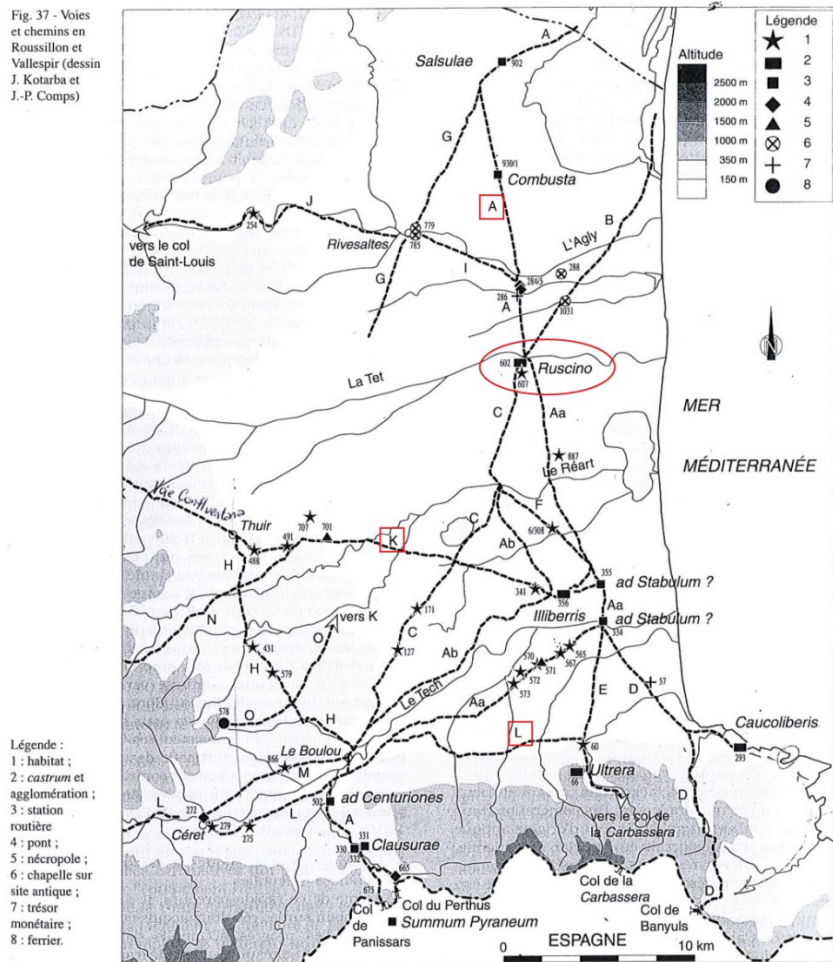 Fig. 37 - Voies
et chemins en
Roussillon et
Vallespir (dessin
J. Kotarba et
J.-P. Comps)
Légende
1
2
3
4
5
6
7
8
Altitude
2500 m
2000 m
1500 m
1000 m
350 m
150 m
A
Salsulae
902
G
930/1
Combusta
A
B
J
254
vers le col
de Saint-Louis
Rivesaltes
779
785
L'Agly
288
I
G
284/5
286
A
1031
602
Ruscino
607
La Tet
C
Aa
MER
MÉDITERRANÉE
887
Le Réart
Voie Confluentana
Thuir
707
701
491
488
K
C
F
6/308
Ab
H
341
356
355
ad Stabulum ?
Illiberris
Aa
ad Stabulum ?
334
N
vers K
O
171
C
127
431
H
579
Ab
Le Tech
570
571
565
567
572
573
Aa
E
D
57
578
O
H
L
Le Boulou
60
Caucoliberis
293
866
M
Ultrera
66
D
L
272
Céret
279
275
L
502
ad Centuriones
A
331
Clausurae
330
332
vers le col de
la Carbassera
665
675
Col du Perthus
Col
de
Panissars
Summum Pyraneum
Col de la
Carbassera
Col de
Banyuls
D
ESPAGNE
0
10 km
Légende :
1 : habitat ;
2 : castrum et
agglomération ;
3 : station
routière
4 : pont ;
5 : nécropole ;
6 : chapelle sur
site antique ;
7 : trésor
monétaire ;
8 : ferrier.